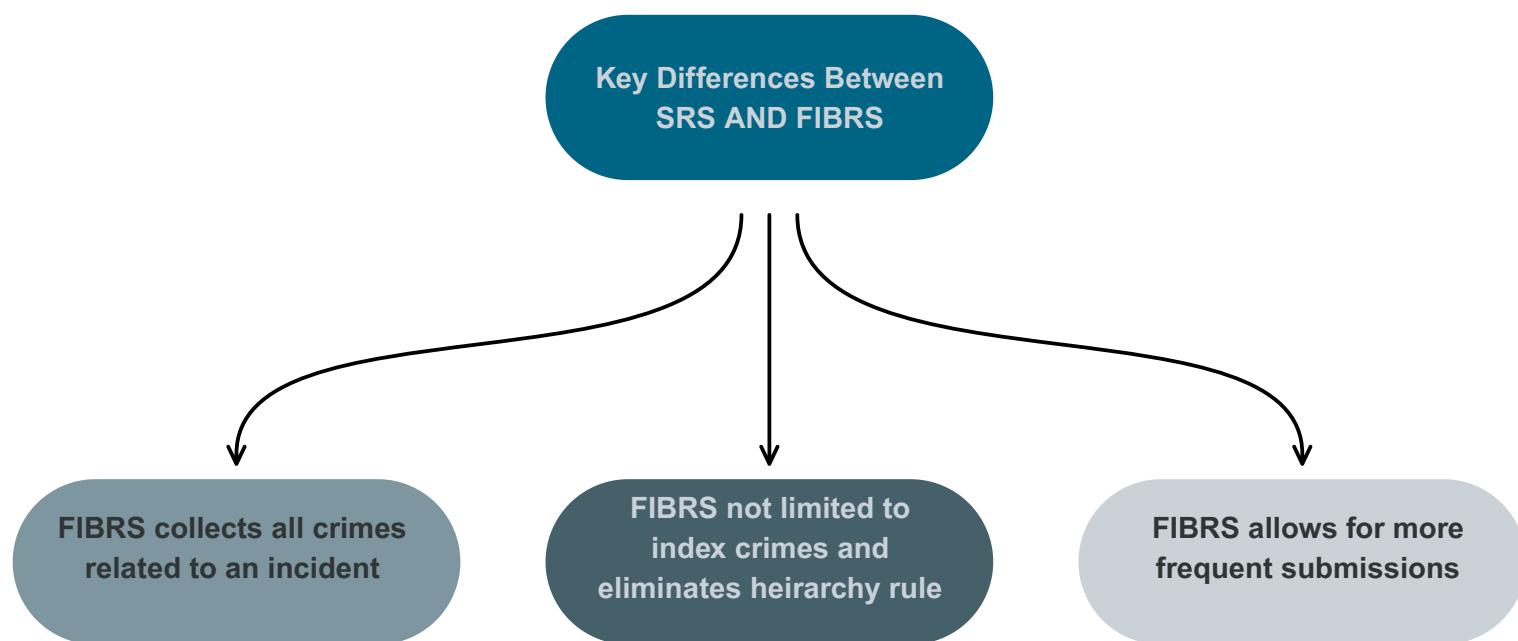 Key Differences Between
SRS AND FIBRS
FIBRS collects all crimes
related to an incident
FIBRS not limited to
index crimes and
eliminates heirarchy rule
FIBRS allows for more
frequent submissions